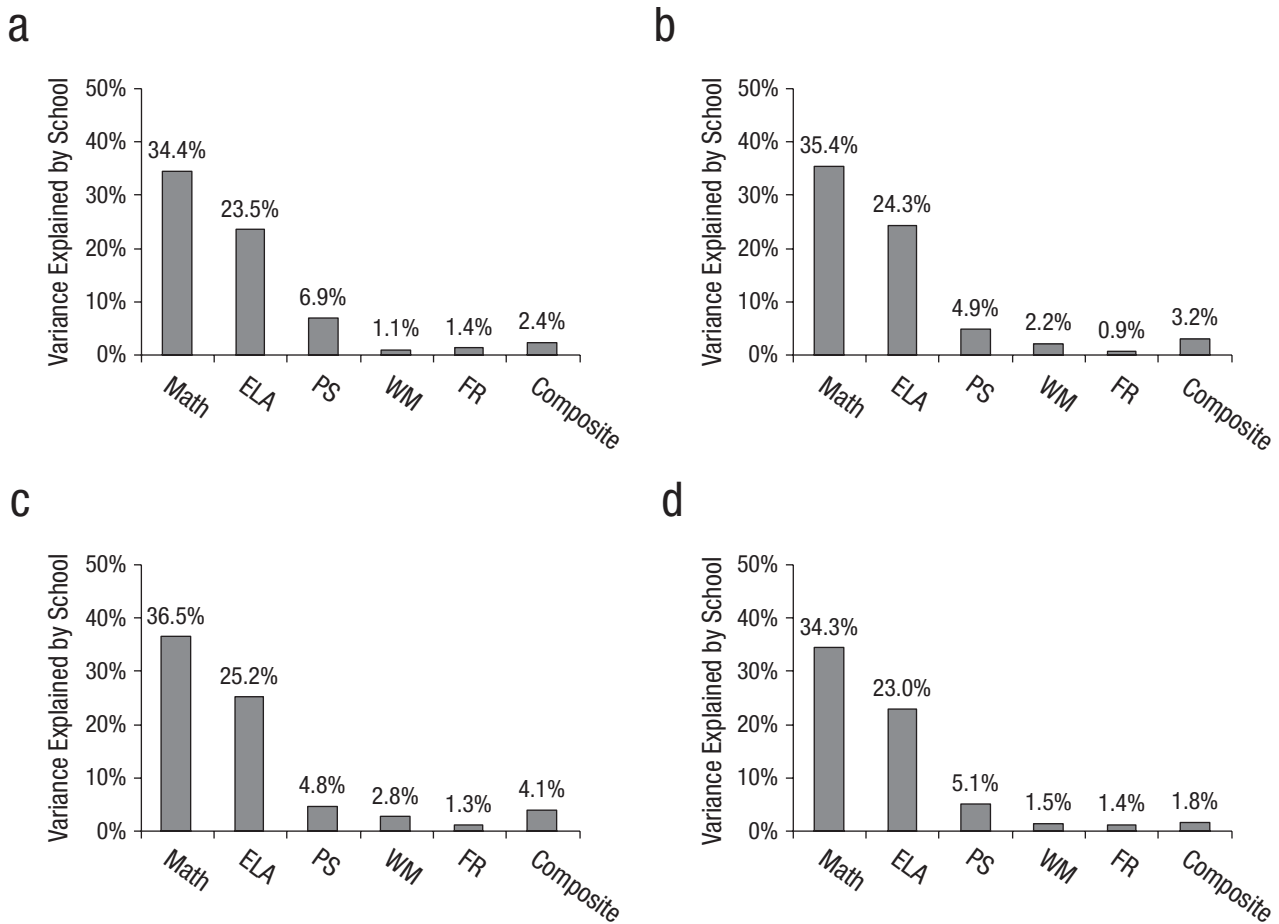 a
Variance Explained by School
50%
40%
30%
20%
10%
0%
34.4%
23.5%
6.9%
1.1%
1.4%
2.4%
Math
ELA
PS
WM
FR
Composite
b
Variance Explained by School
50%
40%
30%
20%
10%
0%
35.4%
24.3%
4.9%
2.2%
0.9%
3.2%
Math
ELA
PS
WM
FR
Composite
c
Variance Explained by School
50%
40%
30%
20%
10%
0%
36.5%
25.2%
4.8%
2.8%
1.3%
4.1%
Math
ELA
PS
WM
FR
Composite
d
Variance Explained by School
50%
40%
30%
20%
10%
0%
34.3%
23.0%
5.1%
1.5%
1.4%
1.8%
Math
ELA
PS
WM
FR
Composite